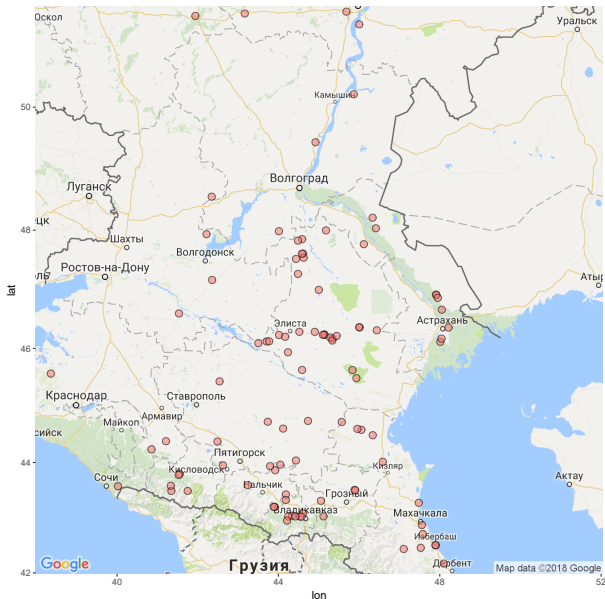 Оскол
Уральск
50
Камышин
Волгоград
Луганск
цк
48
Шахты
Волгодонск
Ростов-на-Дону
lat
Астрахань
Элиста
46
Ставрополь
Краснодар
Армавир
Майкоп
сийск
Пятигорск
44
Кисловодск
Кизляр
Сочи
Нальчик
Грозный
Актау
Махачкала
Владикавказ
Избербаш
Дербент
Грузия
Google
Map data ©2018 Google
42
40
44
48
52
lon